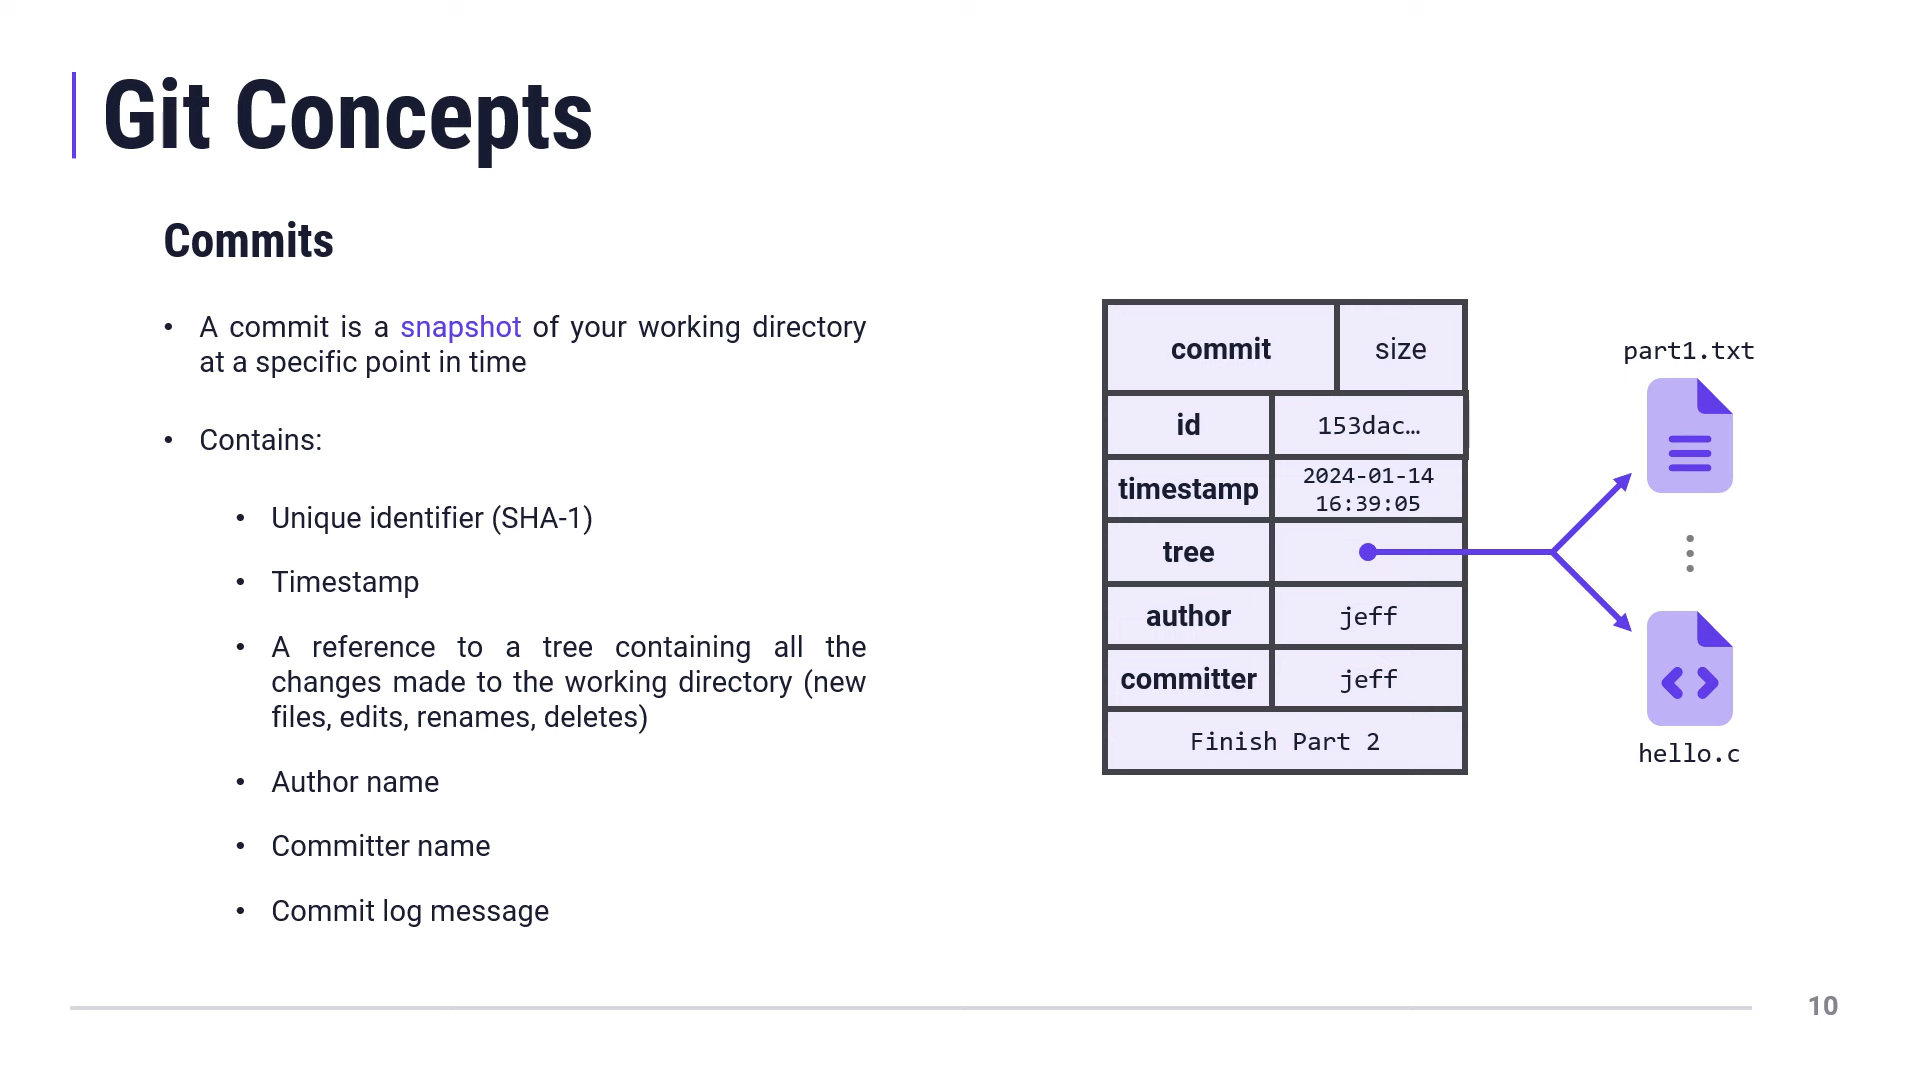 Git Concepts
Commits
• A commit is a snapshot of your working directory
at a specific point in time
• Contains:
• Unique identifier (SHA-1)
• Timestamp
• A reference to a tree containing all the
changes made to the working directory (new
files, edits, renames, deletes)
• Author name
• Committer name
• Commit log message
commit size
id 153dac…
timestamp 2024-01-14
16:39:05
tree
author jeff
committer jeff
Finish Part 2
part1.txt
hello.c
10